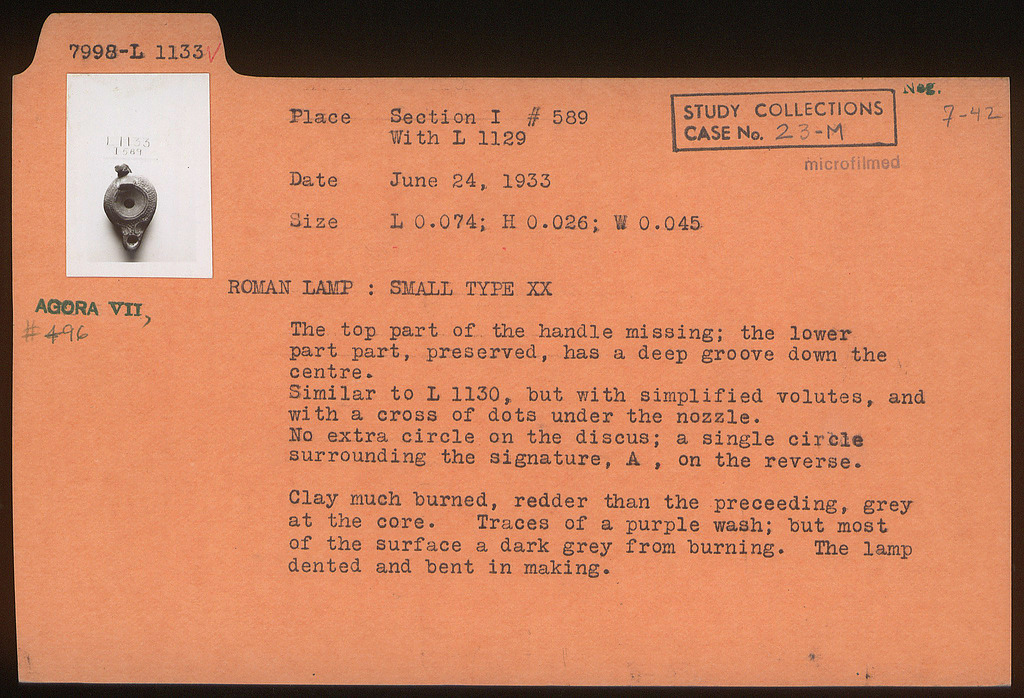 7998-L 1133
L 1133
I 589
Neg.
7-42
STUDY COLLECTIONS
CASE No. 23-M
microfilmed
Place Section I # 589
With L 1129
Date June 24, 1933
Size L 0.074; H 0.026; W 0.045
AGORA VII,
# 496
ROMAN LAMP : SMALL TYPE XX
The top part of the handle missing; the lower
part part, preserved, has a deep groove down the
centre.
Similar to L 1130, but with simplified volutes, and
with a cross of dots under the nozzle.
No extra circle on the discus; a single circle
surrounding the signature, A , on the reverse.
Clay much burned, redder than the preceeding, grey
at the core. Traces of a purple wash; but most
of the surface a dark grey from burning. The lamp
dented and bent in making.